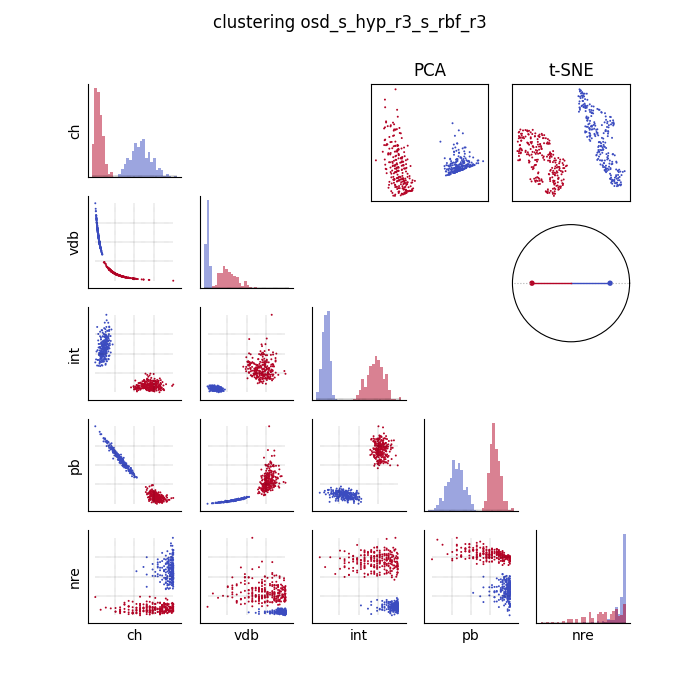 clustering osd_s_hyp_r3_s_rbf_r3
PCA
t-SNE
ch
vdb
int
pb
nre
ch
vdb
int
pb
nre